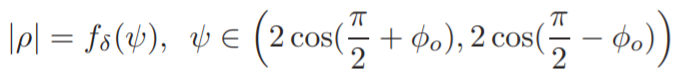 |ρ| = f_δ(ψ), ψ ∈ (2 cos(π/2 + ϕ_o), 2 cos(π/2 − ϕ_o))